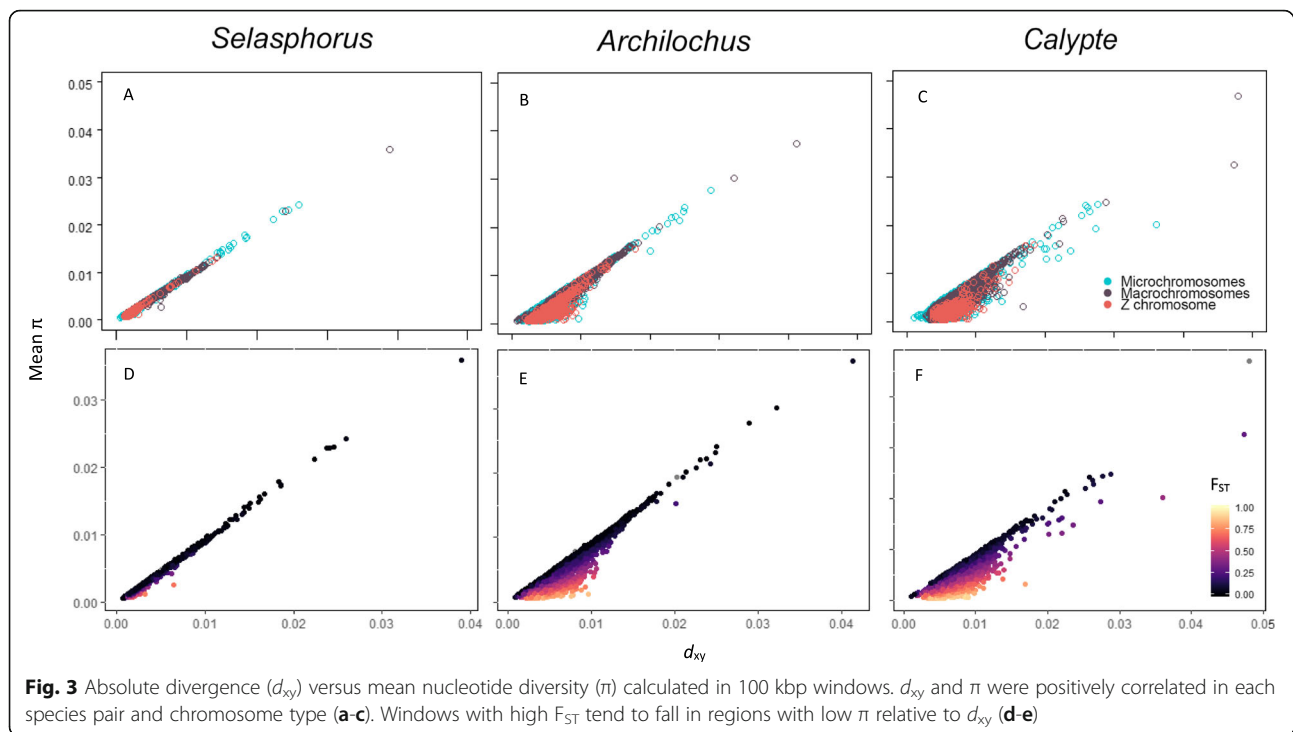 Selasphorus
Archilochus
Calypte
A
B
C
0.05
0.04
0.03
0.02
0.01
0.00
Microchromosomes
Macrochromosomes
Z chromosome
Mean π
D
E
F
0.03
0.02
0.01
0.00
FST
1.00
0.75
0.50
0.25
0.00
0.00
0.01
0.02
0.03
0.04
0.00
0.01
0.02
0.03
0.04
0.00
0.01
0.02
0.03
0.04
0.05
dxy
Fig. 3 Absolute divergence (dxy) versus mean nucleotide diversity (π) calculated in 100 kbp windows. dxy and π were positively correlated in each
species pair and chromosome type (a-c). Windows with high FST tend to fall in regions with low π relative to dxy (d-e)